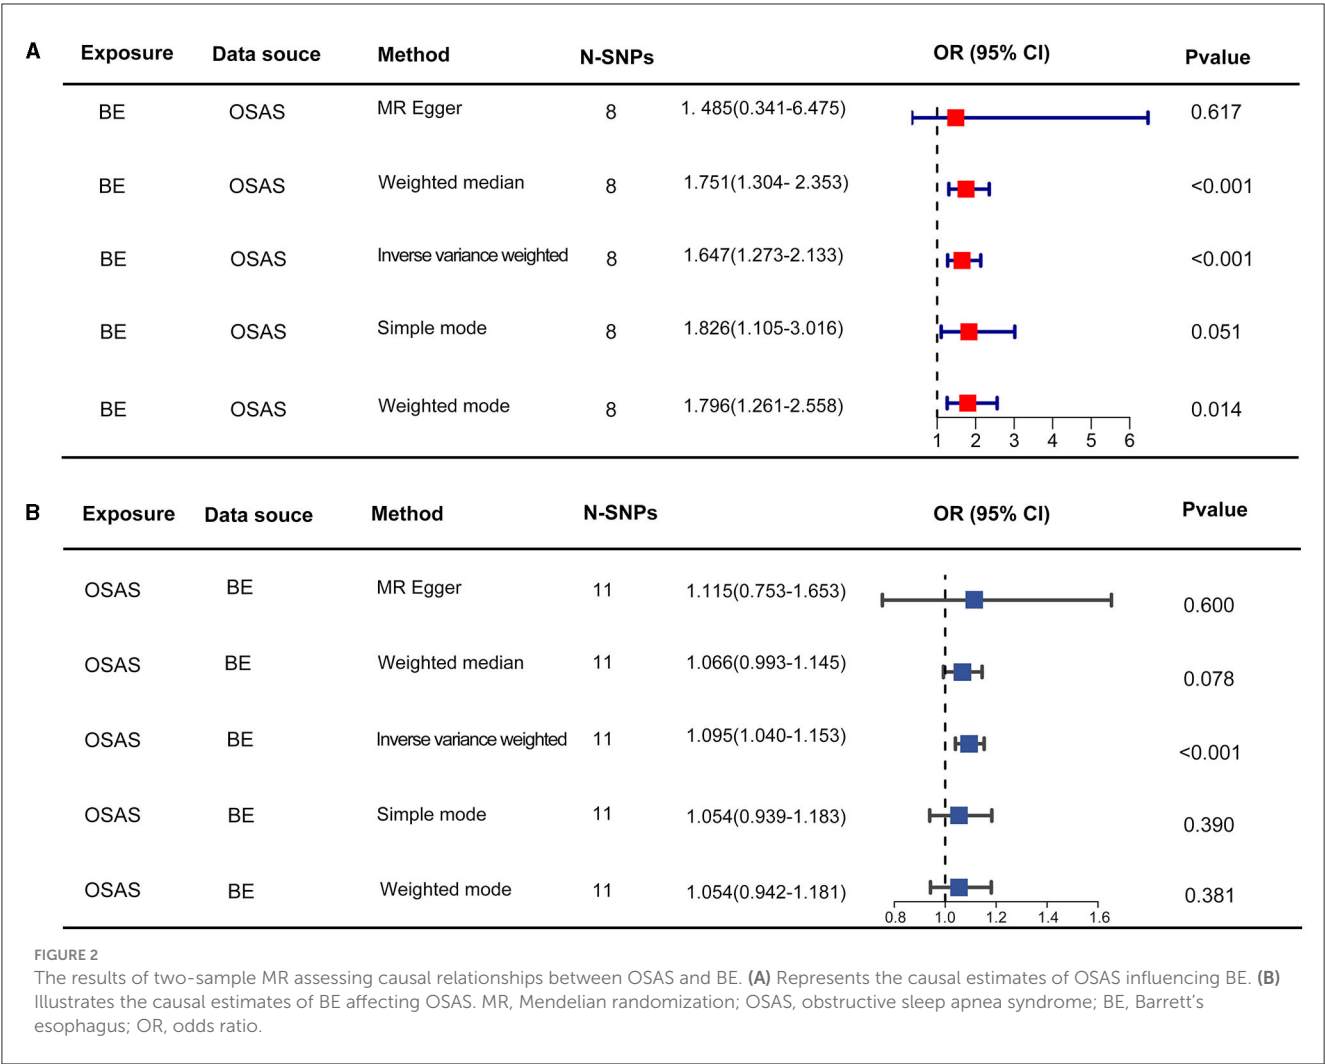 A Exposure Data souce Method N-SNPs OR (95% CI) Pvalue
BE OSAS MR Egger 8 1. 485(0.341-6.475) 0.617
BE OSAS Weighted median 8 1.751(1.304- 2.353) <0.001
BE OSAS Inverse variance weighted 8 1.647(1.273-2.133) <0.001
BE OSAS Simple mode 8 1.826(1.105-3.016) 0.051
BE OSAS Weighted mode 8 1.796(1.261-2.558) 0.014
1 2 3 4 5 6
B Exposure Data souce Method N-SNPs OR (95% CI) Pvalue
OSAS BE MR Egger 11 1.115(0.753-1.653) 0.600
OSAS BE Weighted median 11 1.066(0.993-1.145) 0.078
OSAS BE Inverse variance weighted 11 1.095(1.040-1.153) <0.001
OSAS BE Simple mode 11 1.054(0.939-1.183) 0.390
OSAS BE Weighted mode 11 1.054(0.942-1.181) 0.381
0.8 1.0 1.2 1.4 1.6
FIGURE 2
The results of two-sample MR assessing causal relationships between OSAS and BE. (A) Represents the causal estimates of OSAS influencing BE. (B)
Illustrates the causal estimates of BE affecting OSAS. MR, Mendelian randomization; OSAS, obstructive sleep apnea syndrome; BE, Barrett's
esophagus; OR, odds ratio.